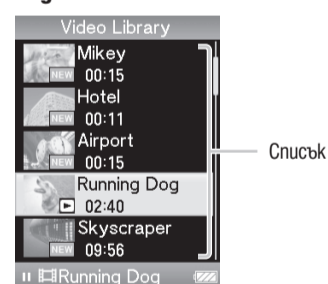 Video Library
Mikey
NEW 00:15
Hotel
NEW 00:11
Airport
NEW 00:15
Running Dog
02:40
Skyscraper
NEW 09:56
Running Dog
Списък